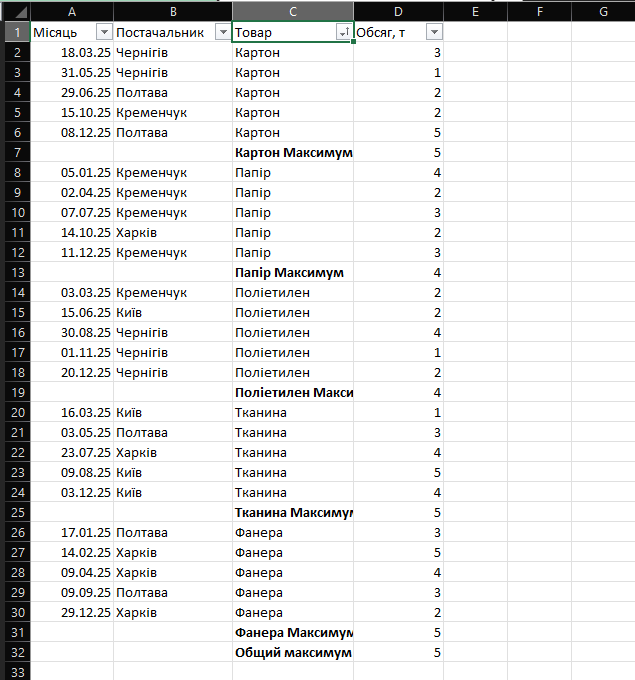 A B C D E F G
1 Місяць Постачальник Товар Обсяг, т
2 18.03.25 Чернігів Картон 3
3 31.05.25 Чернігів Картон 1
4 29.06.25 Полтава Картон 2
5 15.10.25 Кременчук Картон 2
6 08.12.25 Полтава Картон 5
7 Картон Максимум 5
8 05.01.25 Кременчук Папір 4
9 02.04.25 Кременчук Папір 2
10 07.07.25 Кременчук Папір 3
11 14.10.25 Харків Папір 2
12 11.12.25 Кременчук Папір 3
13 Папір Максимум 4
14 03.03.25 Кременчук Поліетилен 2
15 15.06.25 Київ Поліетилен 2
16 30.08.25 Чернігів Поліетилен 4
17 01.11.25 Чернігів Поліетилен 1
18 20.12.25 Чернігів Поліетилен 2
19 Поліетилен Макси 4
20 16.03.25 Київ Тканина 1
21 03.05.25 Полтава Тканина 3
22 23.07.25 Харків Тканина 4
23 09.08.25 Київ Тканина 5
24 03.12.25 Київ Тканина 4
25 Тканина Максимум 5
26 17.01.25 Полтава Фанера 3
27 14.02.25 Харків Фанера 5
28 09.04.25 Харків Фанера 4
29 09.09.25 Полтава Фанера 3
30 29.12.25 Харків Фанера 2
31 Фанера Максимум 5
32 Общий максимум 5
33